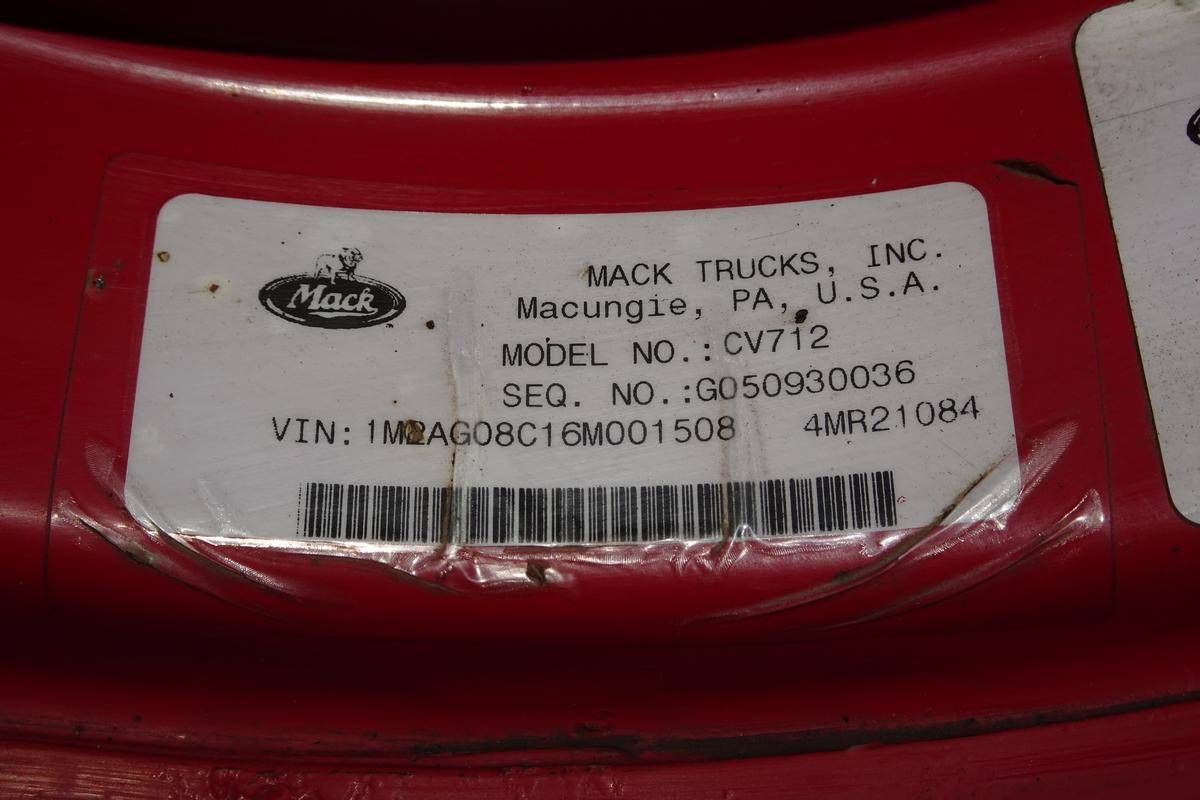 Mack
MACK TRUCKS, INC.
Macungie, PA, U.S.A.
MODEL NO.:CV712
SEQ. NO.:G050930036
VIN: 1M2AG08C16M001508 4MR21084